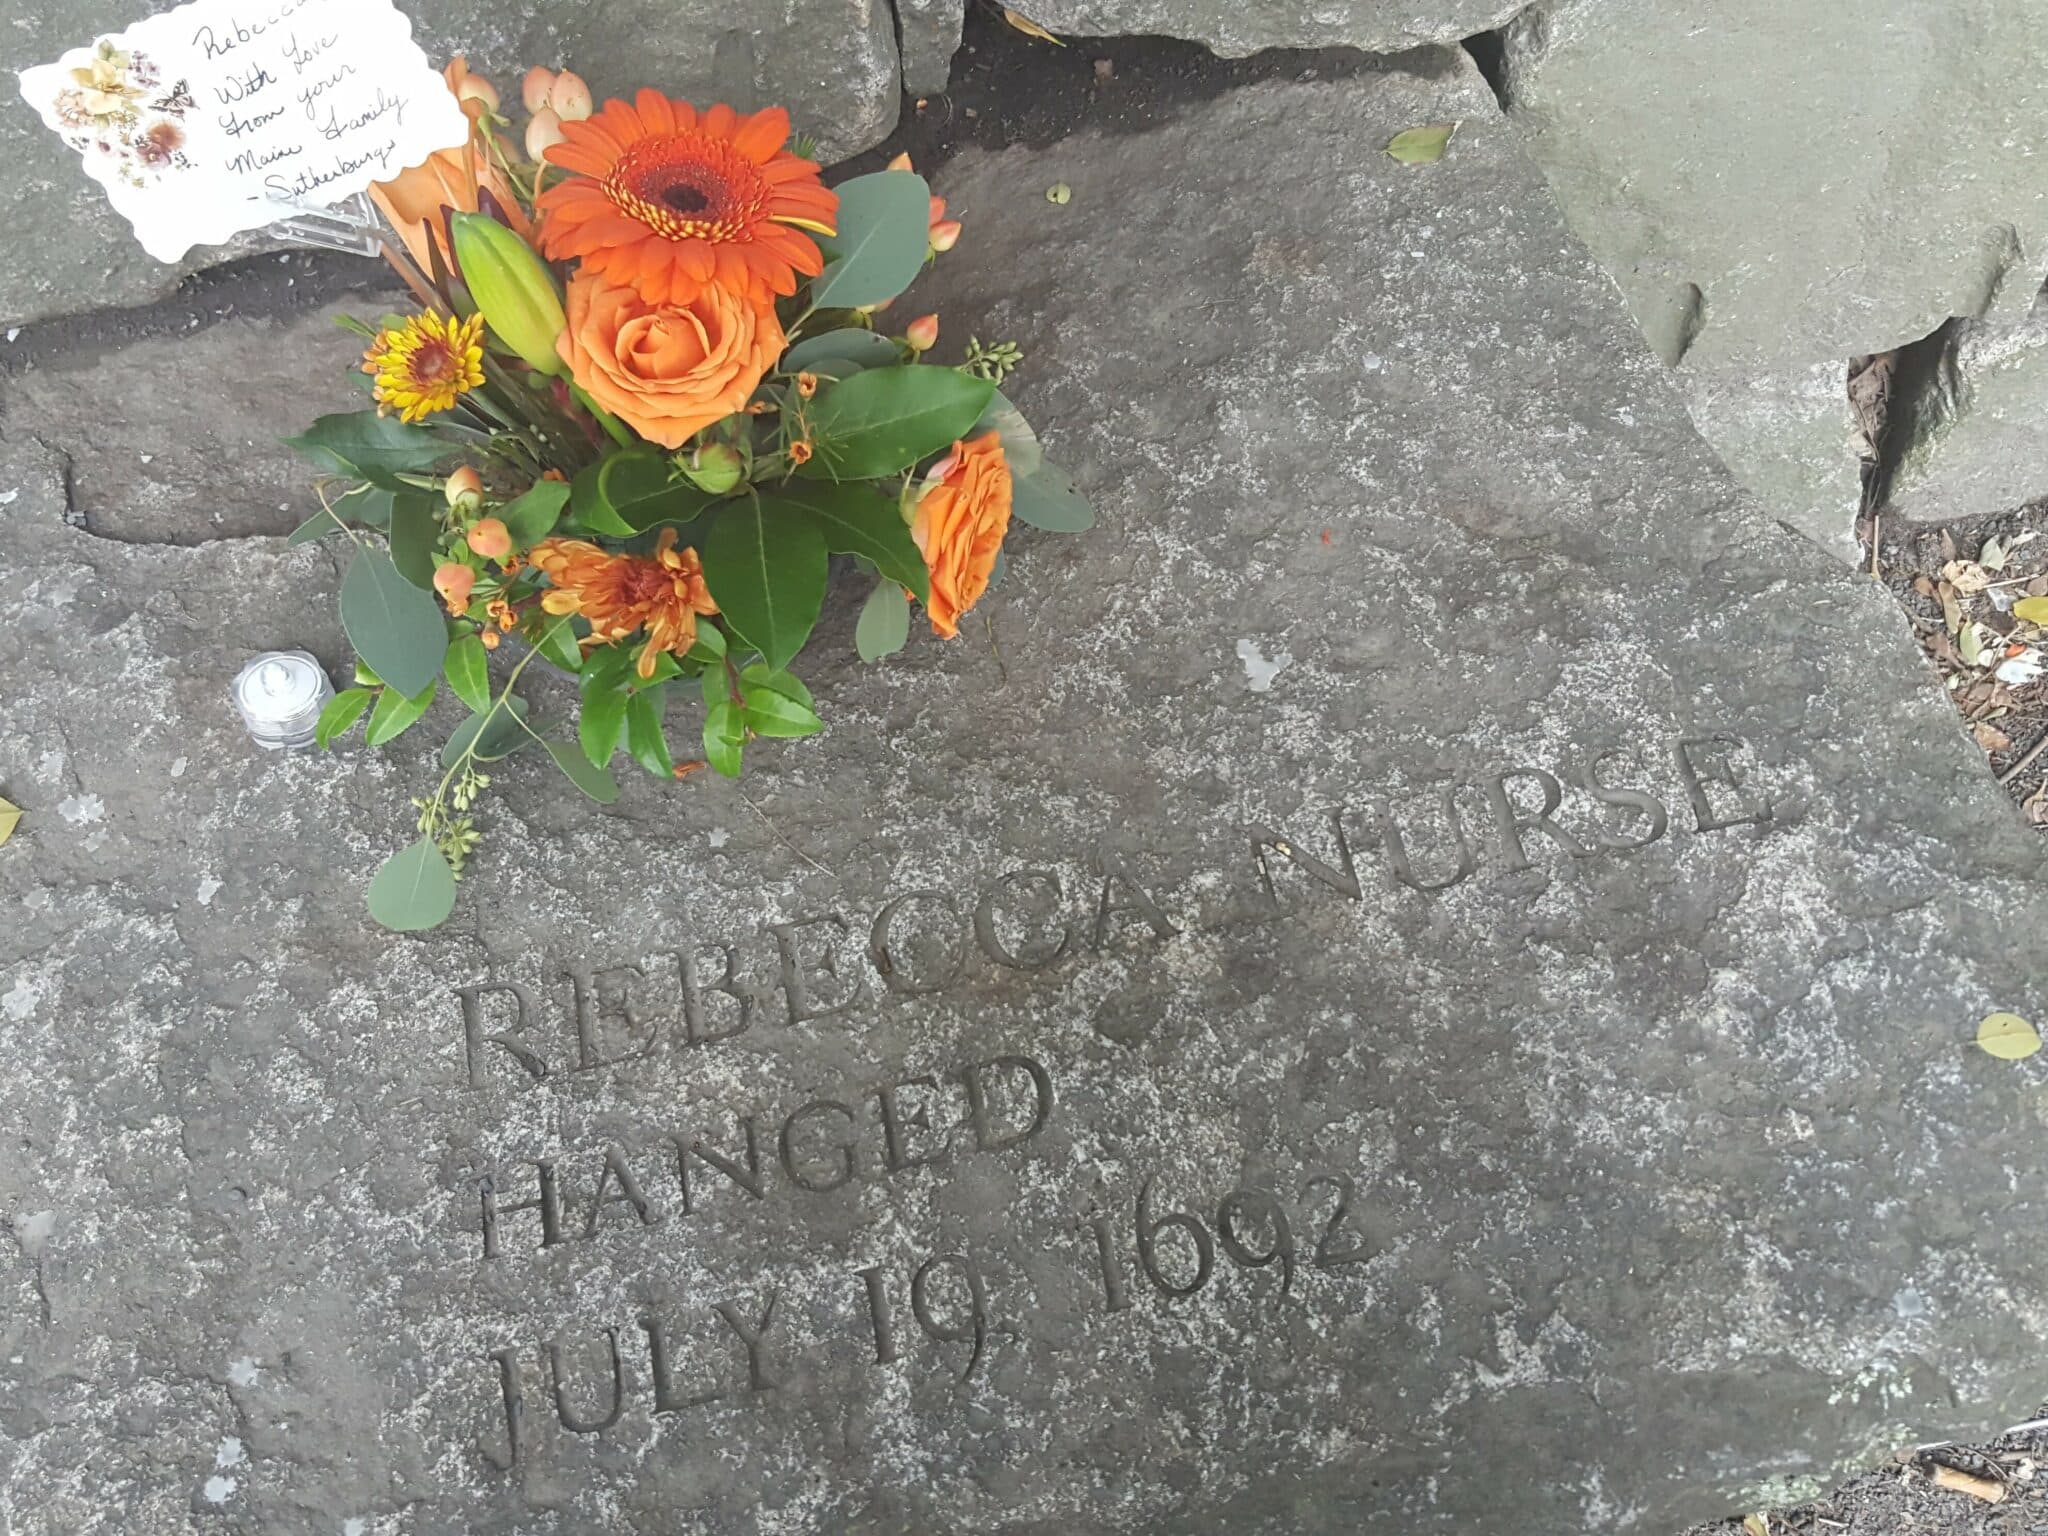 Rebecca
With Love
from your
Maine Family
- Sutherburgs
REBECCA NURSE
HANGED
JULY 19, 1692